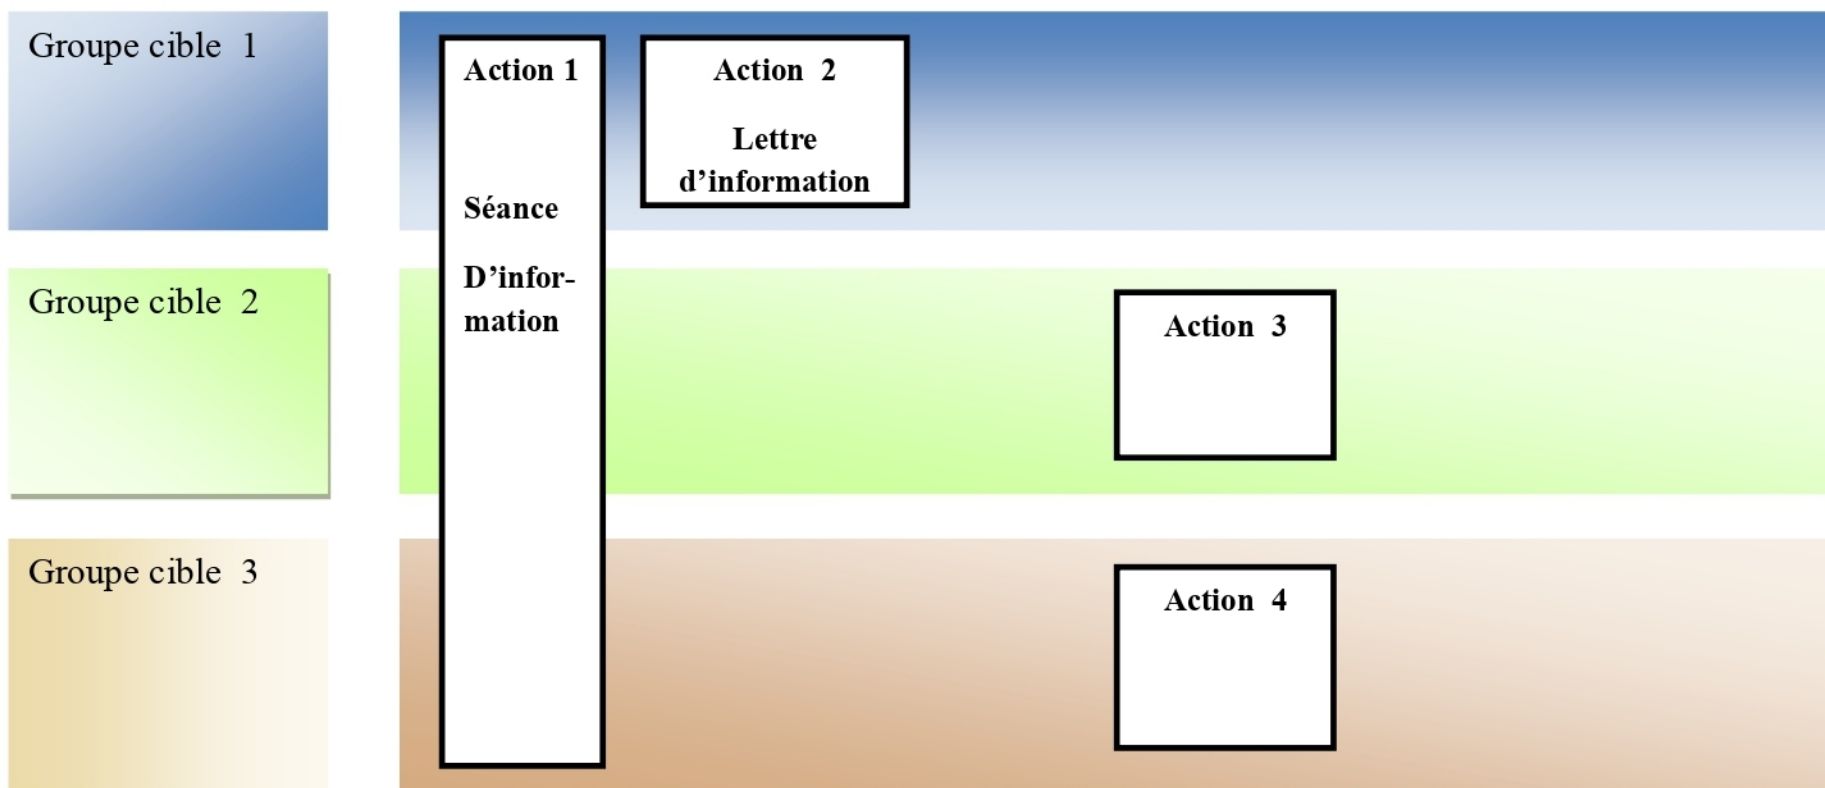 Groupe cible 1
Action 1
Séance
D’infor-
mation
Action 2
Lettre
d’information
Groupe cible 2
Action 3
Groupe cible 3
Action 4